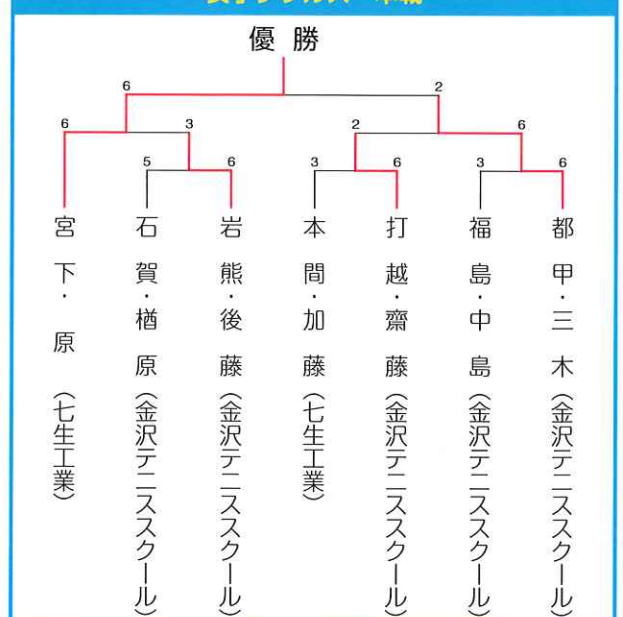 優勝
6 2
6 3 2 6
5 6 3 6 3 6
宮下・原（七生工業）
石賀・楢原（金沢テニススクール）
岩熊・後藤（金沢テニススクール）
本間・加藤（七生工業）
打越・齋藤（金沢テニススクール）
福島・中島（金沢テニススクール）
都甲・三木（金沢テニススクール）